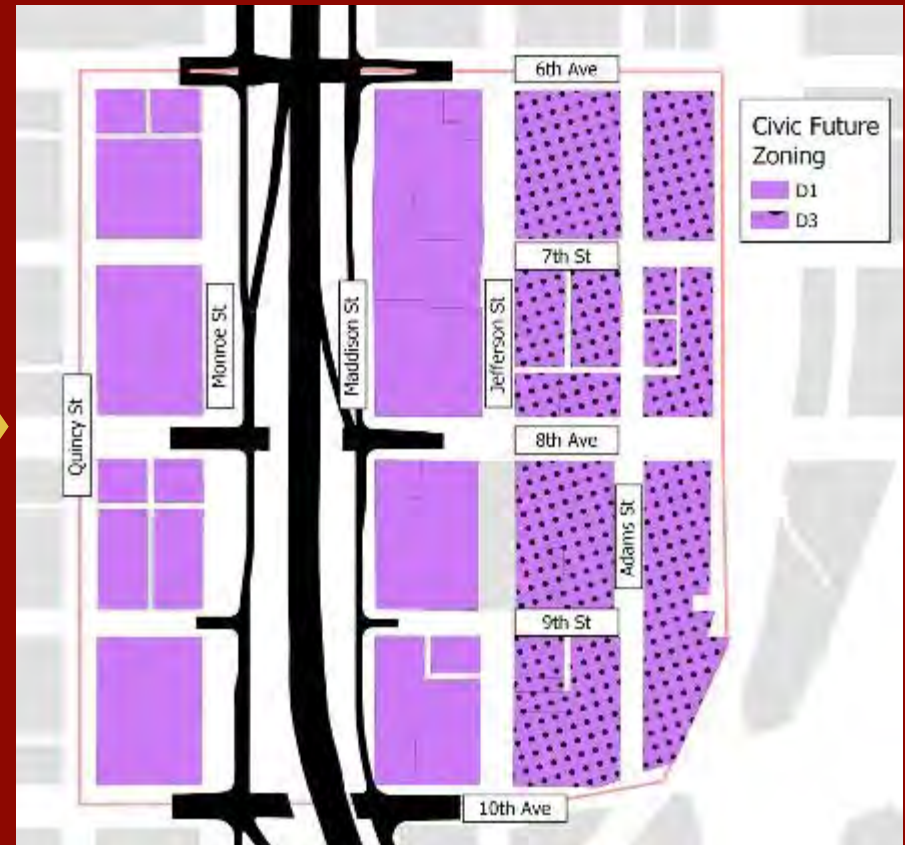 6th Ave
Civic Future
Zoning
D1
D3
7th St
Monroe St
Maddison St
Jefferson St
Quincy St
8th Ave
Adams St
9th St
10th Ave